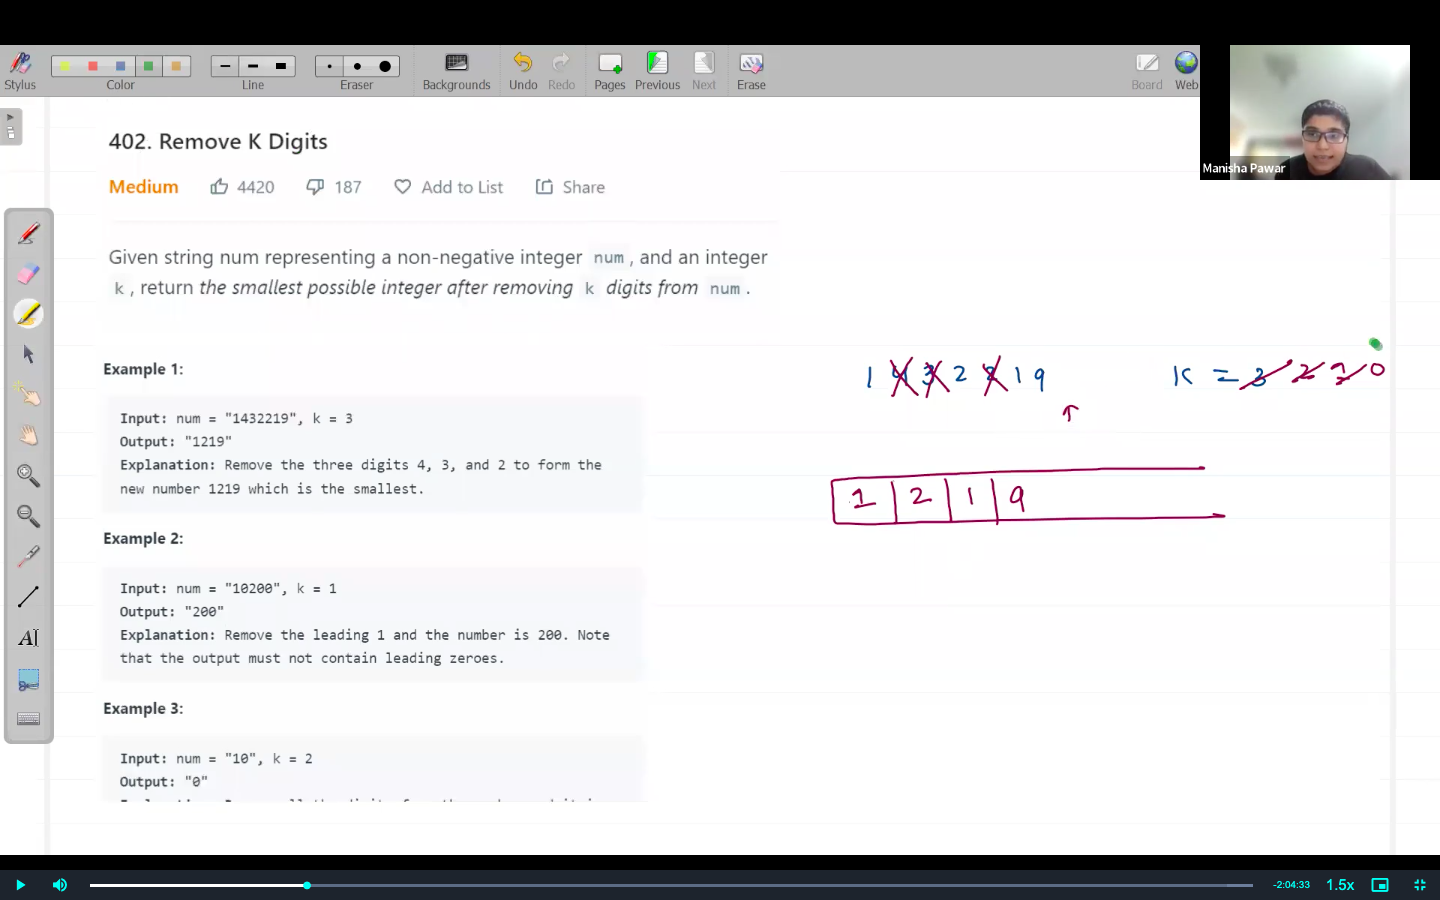 Stylus Color Line Eraser Backgrounds Undo Redo Pages Previous Next Erase Board Web
Manisha Pawar
402. Remove K Digits
Medium 4420 187 Add to List Share
Given string num representing a non-negative integer num , and an integer
k , return the smallest possible integer after removing k digits from num .
Example 1:
Input: num = "1432219", k = 3
Output: "1219"
Explanation: Remove the three digits 4, 3, and 2 to form the
new number 1219 which is the smallest.
Example 2:
Input: num = "10200", k = 1
Output: "200"
Explanation: Remove the leading 1 and the number is 200. Note
that the output must not contain leading zeroes.
Example 3:
Input: num = "10", k = 2
Output: "0"
1 4 3 2 2 1 9 K = 3 2 1 0
1 2 1 9
AI
-2:04:33 1.5x